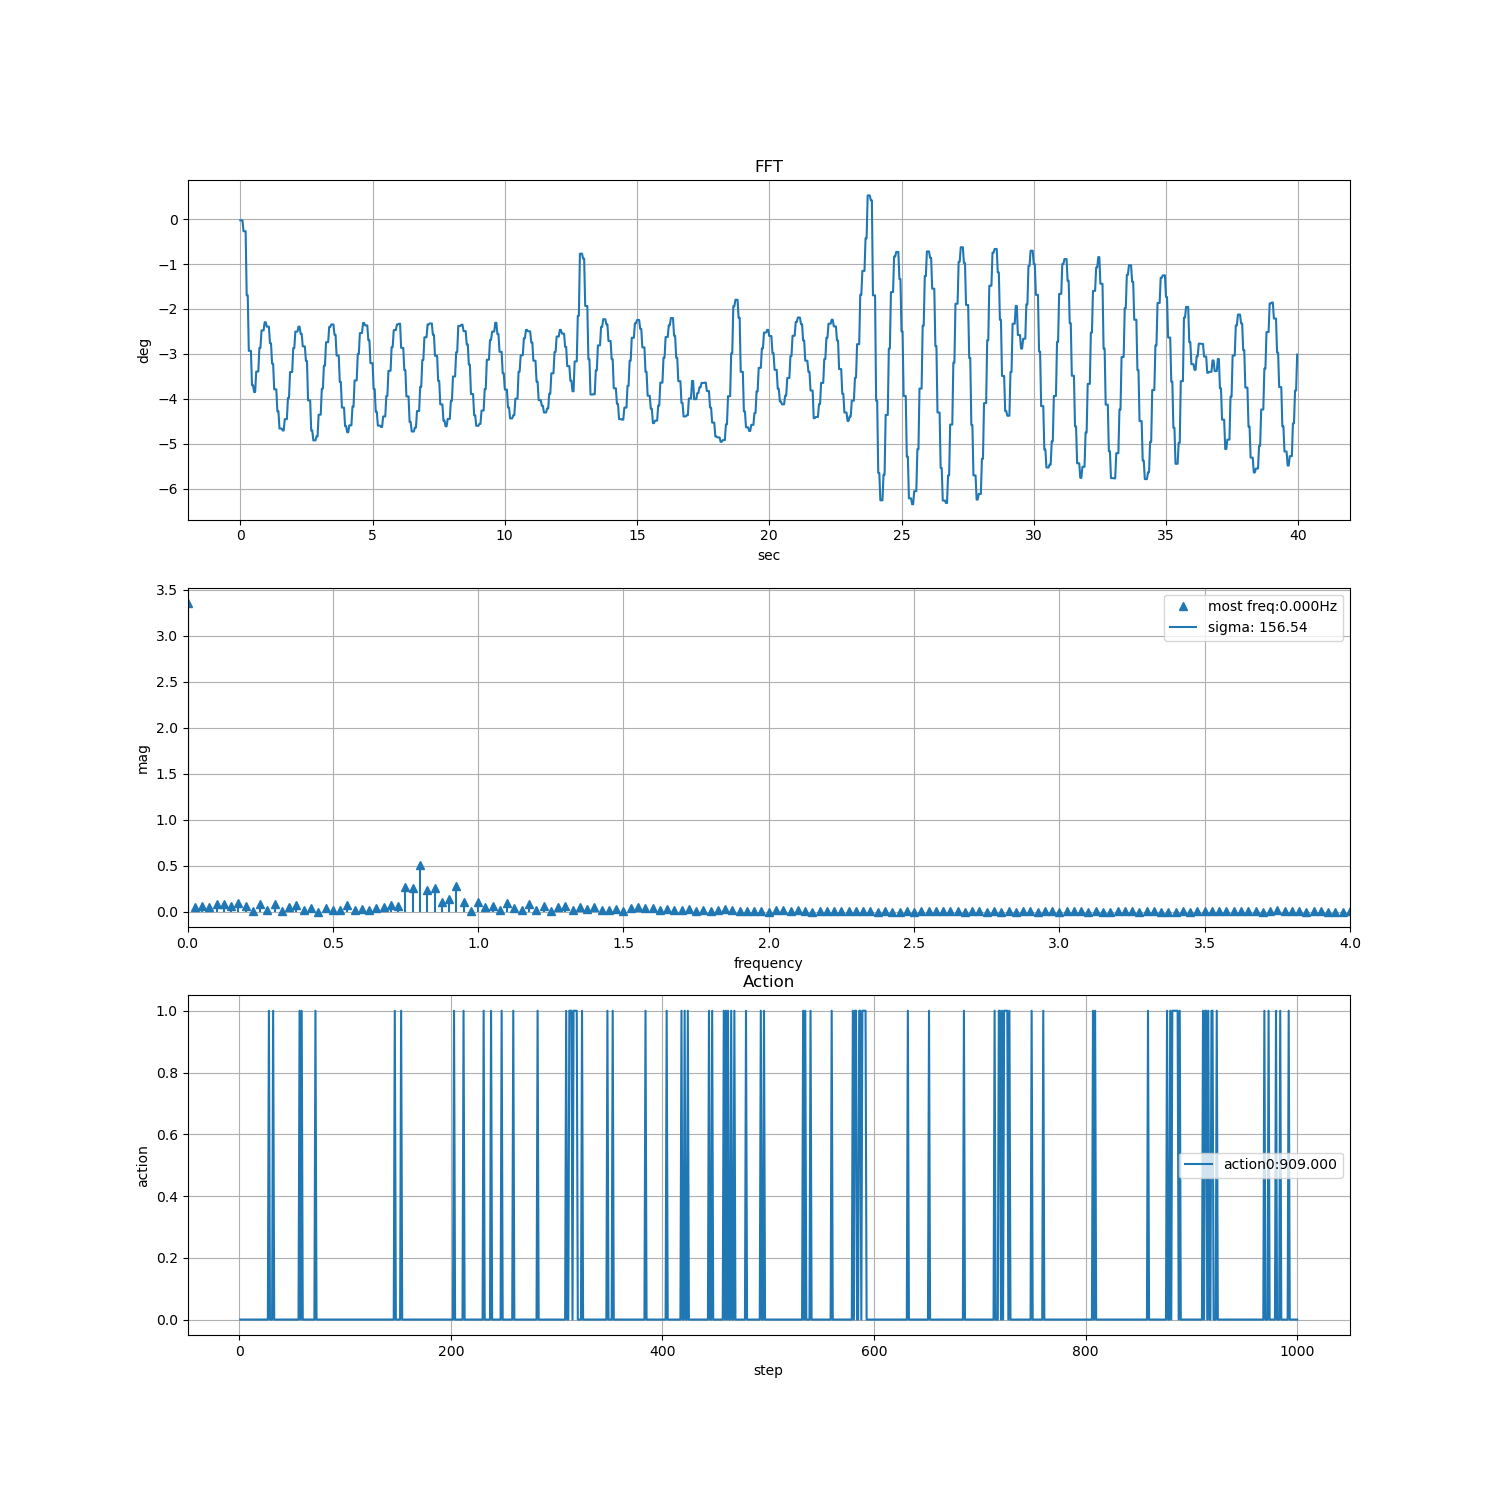 FFT
0
−1
−2
−3
−4
−5
−6
deg
0 5 10 15 20 25 30 35 40
sec
3.5
3.0
2.5
2.0
1.5
1.0
0.5
0.0
mag
most freq:0.000Hz
sigma: 156.54
0.0 0.5 1.0 1.5 2.0 2.5 3.0 3.5 4.0
frequency
Action
1.0
0.8
0.6
0.4
0.2
0.0
action
action0:909.000
0 200 400 600 800 1000
step